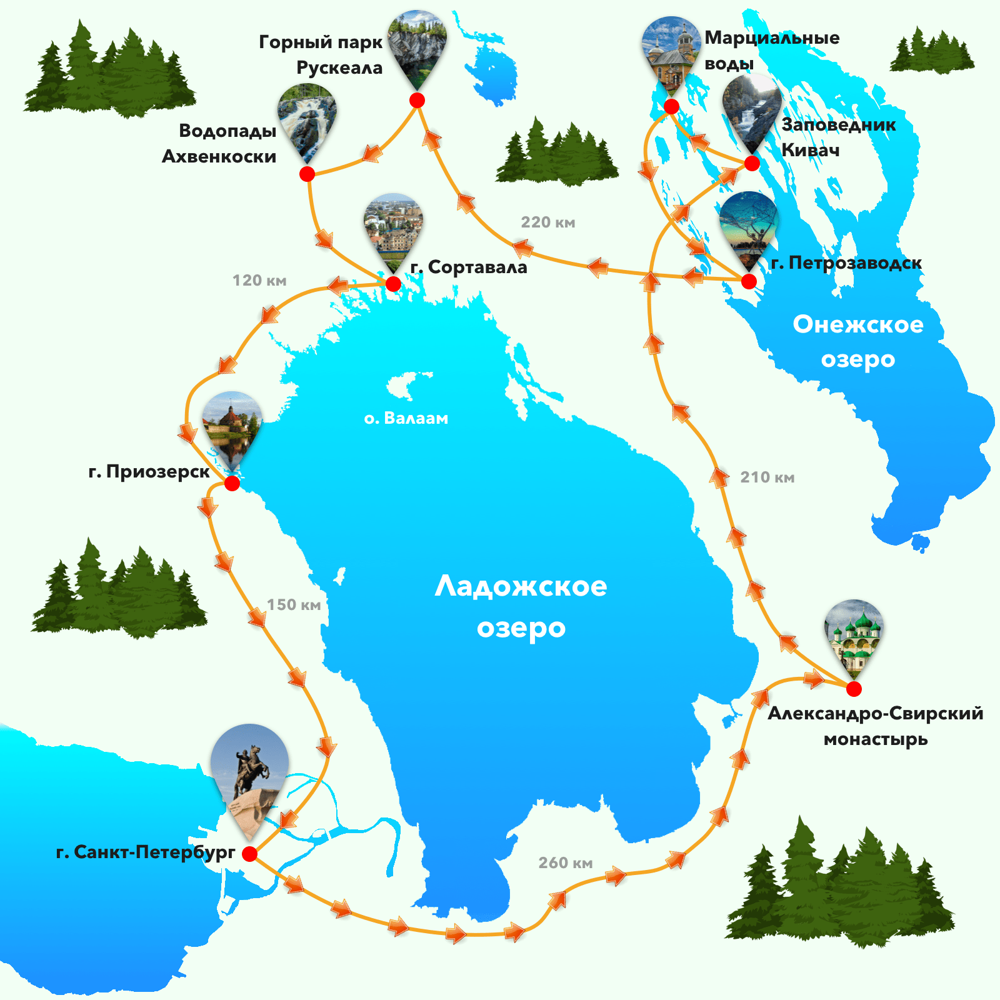 Горный парк
Рускеала
Марциальные
воды
Водопады
Ахвенкоски
Заповедник
Кивач
220 км
г. Сортавала
г. Петрозаводск
120 км
Онежское
озеро
о. Валаам
г. Приозерск
210 км
Ладожское
озеро
150 км
Александро-Свирский
монастырь
г. Санкт-Петербург
260 км